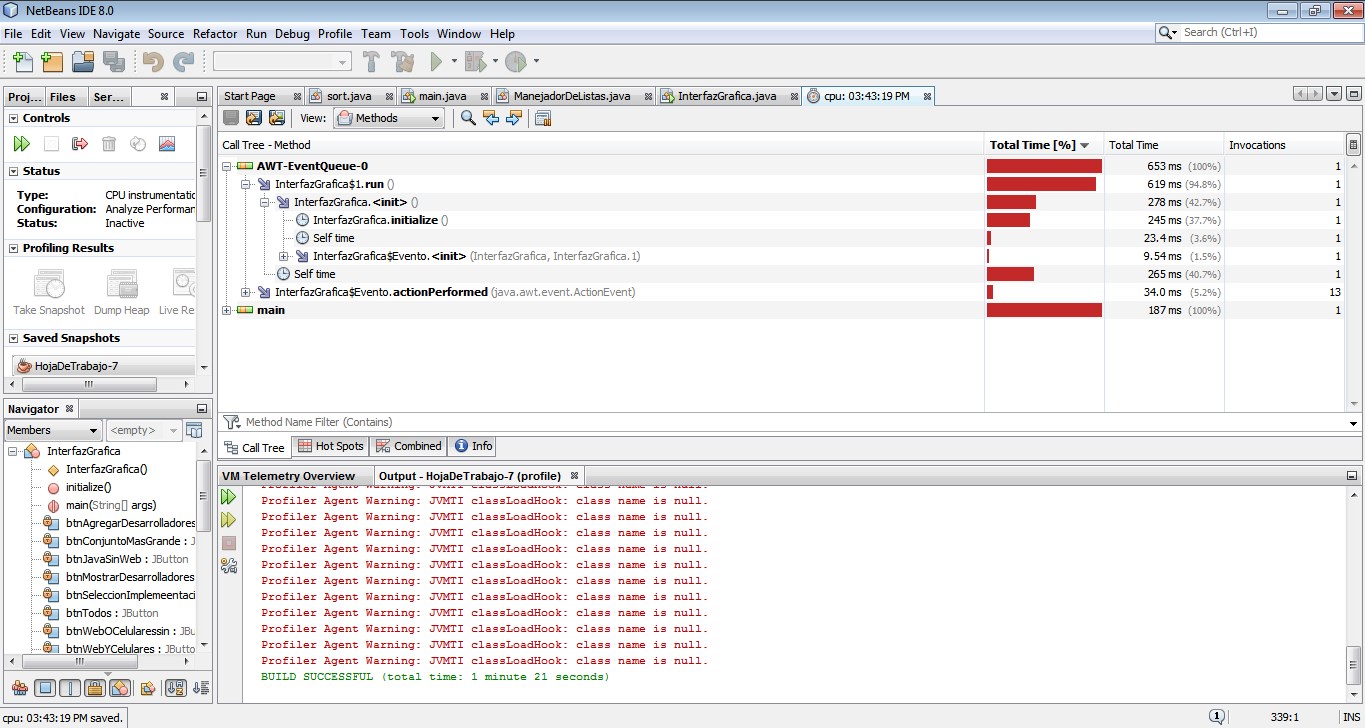 NetBeans IDE 8.0
File Edit View Navigate Source Refactor Run Debug Profile Team Tools Window Help
Search (Ctrl+I)
Proj... Files Ser...
Start Page sort.java main.java ManejadorDeListas.java InterfazGrafica.java cpu: 03:43:19 PM
Controls
View: Methods
Status
Type: CPU instrumentatic
Configuration: Analyze Performan
Status: Inactive
Profiling Results
Take Snapshot Dump Heap Live Re
Saved Snapshots
HojaDeTrabajo-7
Call Tree - Method Total Time [%] Total Time Invocations
AWT-EventQueue-0 653 ms (100%) 1
InterfazGrafica$1.run () 619 ms (94.8%) 1
InterfazGrafica.<init> () 278 ms (42.7%) 1
InterfazGrafica.initialize () 245 ms (37.7%) 1
Self time 23.4 ms (3.6%) 1
InterfazGrafica$Evento.<init> (InterfazGrafica, InterfazGrafica.1) 9.54 ms (1.5%) 1
Self time 265 ms (40.7%) 1
InterfazGrafica$Evento.actionPerformed (java.awt.event.ActionEvent) 34.0 ms (5.2%) 13
main 187 ms (100%) 1
Method Name Filter (Contains)
Call Tree Hot Spots Combined Info
Navigator
Members <empty>
InterfazGrafica
InterfazGrafica()
initialize()
main(String[] args)
btnAgregarDesarrolladores
btnConjuntoMasGrande : J
btnJavaSinWeb : JButton
btnMostrarDesarrolladores
btnSeleccionImplemeentaci
btnTodos : JButton
btnWebOCelularessin : JBu
btnWebYCelulares : JButto
VM Telemetry Overview Output - HojaDeTrabajo-7 (profile)
Profiler Agent Warning: JVMTI classLoadHook: class name is null.
Profiler Agent Warning: JVMTI classLoadHook: class name is null.
Profiler Agent Warning: JVMTI classLoadHook: class name is null.
Profiler Agent Warning: JVMTI classLoadHook: class name is null.
Profiler Agent Warning: JVMTI classLoadHook: class name is null.
Profiler Agent Warning: JVMTI classLoadHook: class name is null.
Profiler Agent Warning: JVMTI classLoadHook: class name is null.
Profiler Agent Warning: JVMTI classLoadHook: class name is null.
Profiler Agent Warning: JVMTI classLoadHook: class name is null.
Profiler Agent Warning: JVMTI classLoadHook: class name is null.
Profiler Agent Warning: JVMTI classLoadHook: class name is null.
Profiler Agent Warning: JVMTI classLoadHook: class name is null.
BUILD SUCCESSFUL (total time: 1 minute 21 seconds)
cpu: 03:43:19 PM saved.
1
339:1 INS